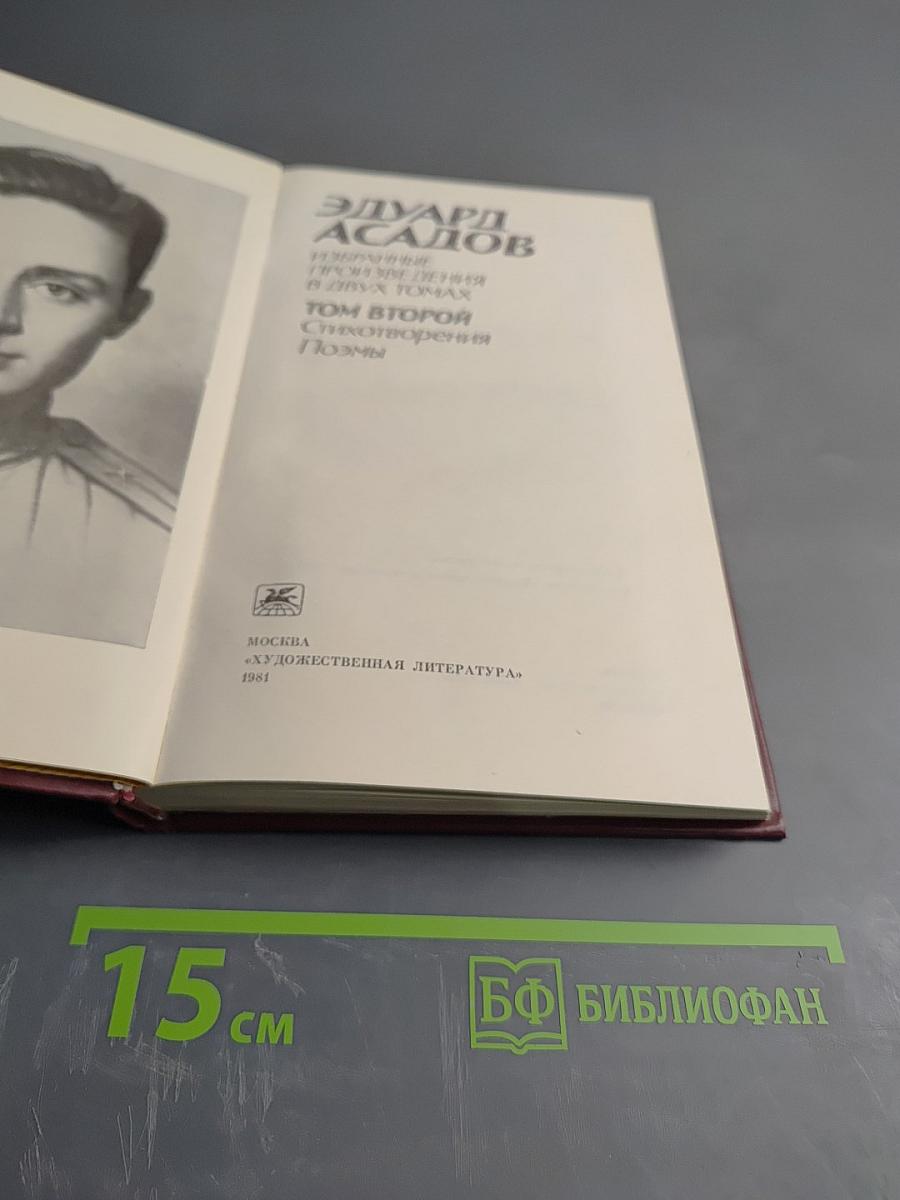 ЭДУАРД
АСАДОВ
ИЗБРАННЫЕ
ПРОИЗВЕДЕНИЯ
В ДВУХ ТОМАХ
ТОМ ВТОРОЙ
Стихотворения
Поэмы
МОСКВА
«ХУДОЖЕСТВЕННАЯ ЛИТЕРАТУРА»
1981
15 см
БФ БИБЛИОФАН